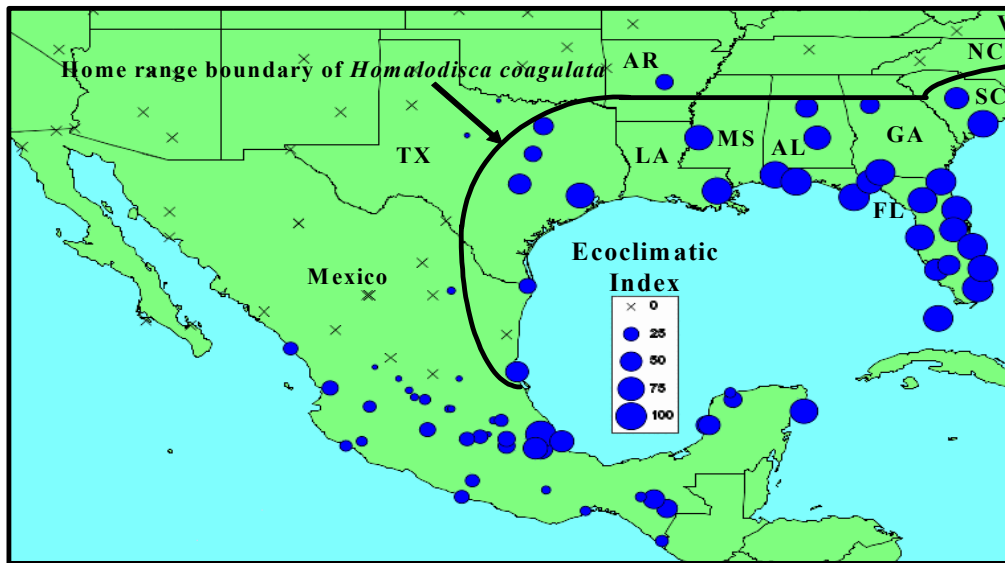 V
NC
AR
Home range boundary of Homalodisca coagulata
SC
TX
LA
MS
AL
GA
FL
Mexico
Ecoclimatic
Index
0
25
50
75
100